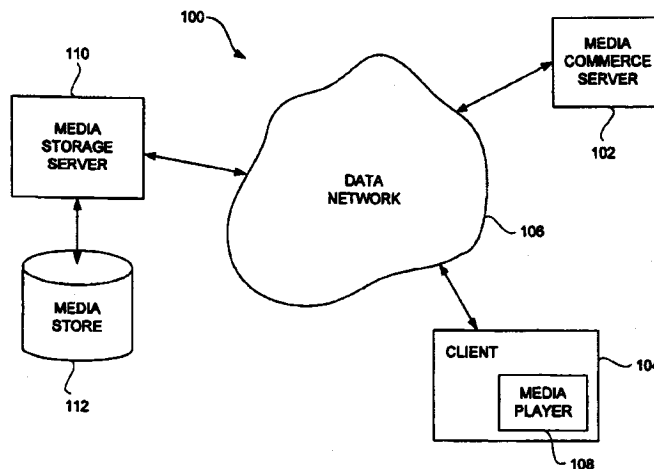 100
110
MEDIA
COMMERCE
SERVER
MEDIA
STORAGE
SERVER
102
DATA
NETWORK
106
MEDIA
STORE
CLIENT
104
MEDIA
PLAYER
112
108